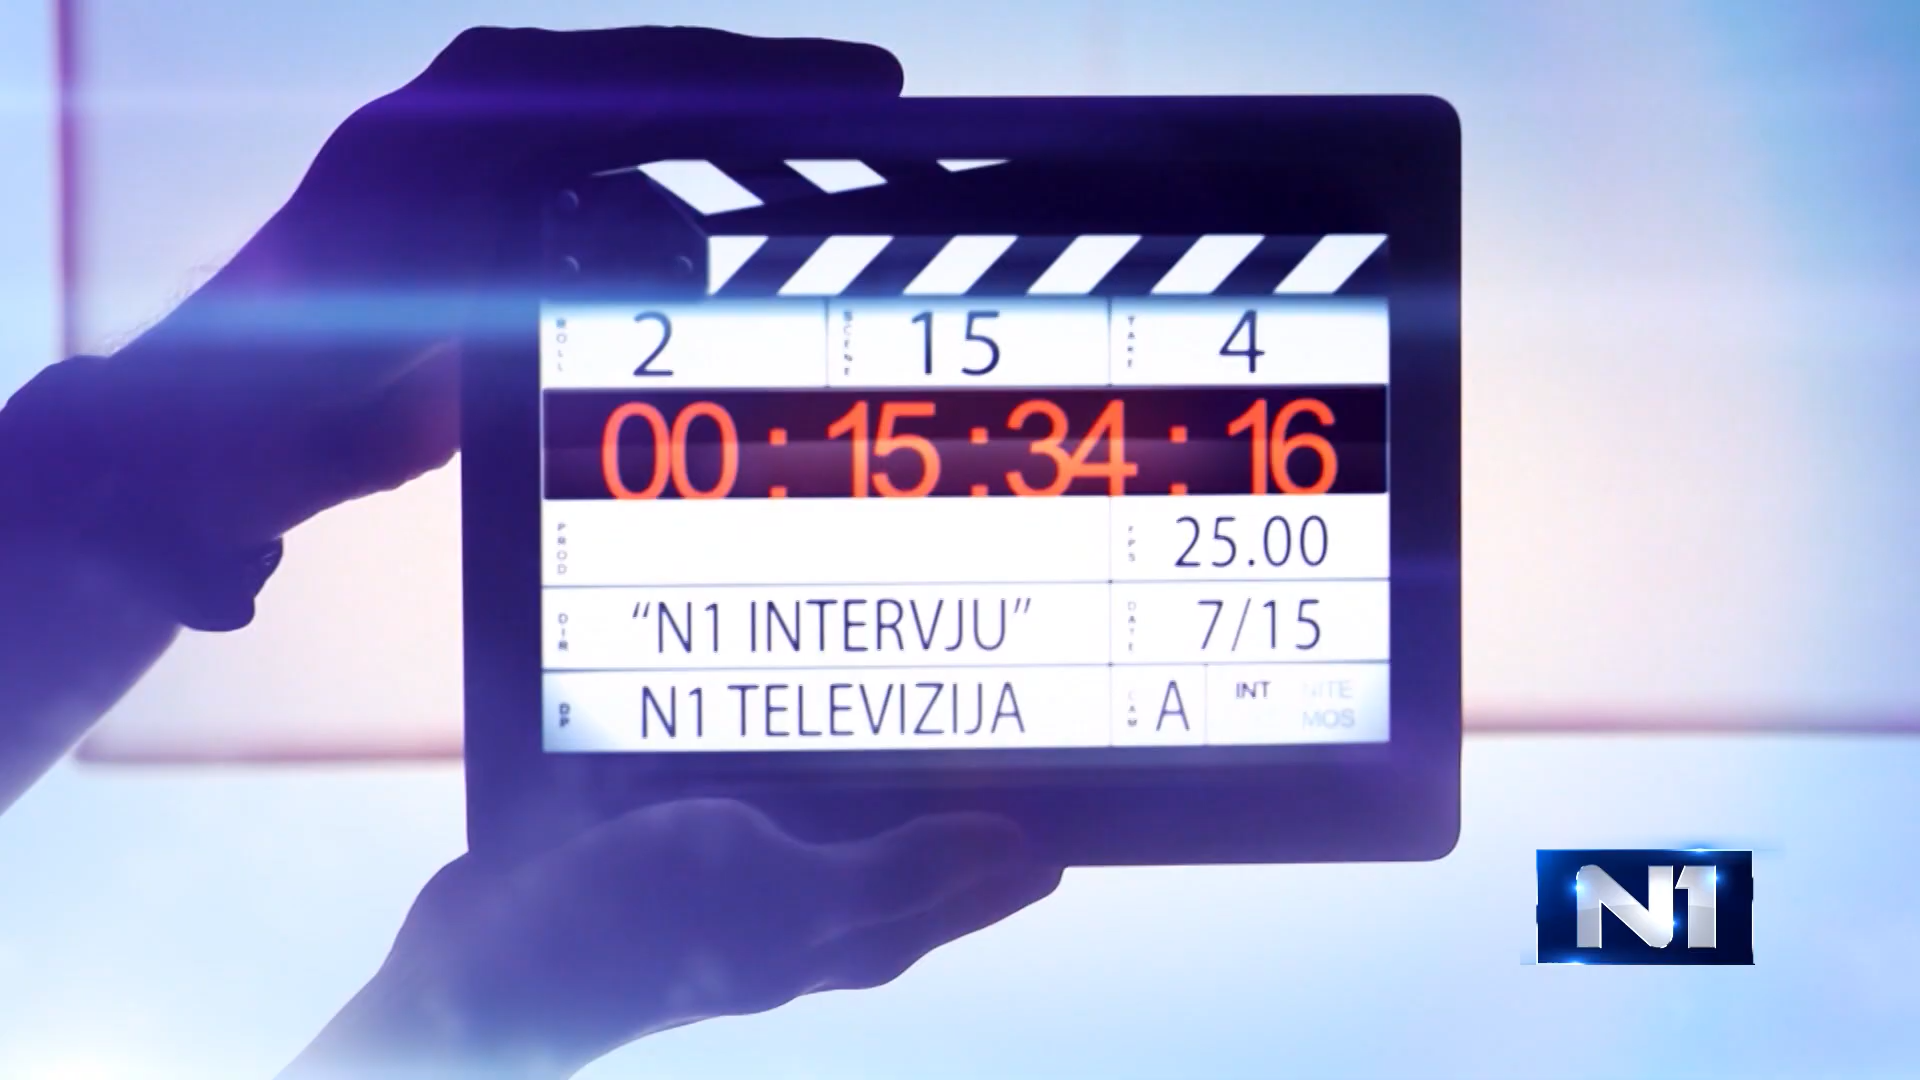 ROLL 2 SCENE 15 TAKE 4
00:15:34:16
PROD FPS 25.00
DIR “N1 INTERVJU” DATE 7/15
DP N1 TELEVIZIJA CAM A INT NITE
MOS
N1